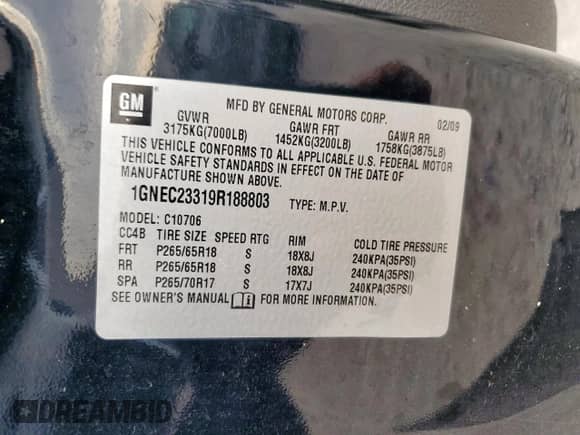 GM
MFD BY GENERAL MOTORS CORP. 02/09
GVWR GAWR FRT GAWR RR
3175KG(7000LB) 1452KG(3200LB) 1758KG(3875LB)
THIS VEHICLE CONFORMS TO ALL APPLICABLE U.S. FEDERAL MOTOR
VEHICLE SAFETY STANDARDS IN EFFECT ON THE DATE OF
MANUFACTURE SHOWN ABOVE.
1GNEC23319R188803 TYPE: M.P.V.
MODEL: C10706
CC4B TIRE SIZE SPEED RTG RIM COLD TIRE PRESSURE
FRT P265/65R18 S 18X8J 240KPA(35PSI)
RR P265/65R18 S 18X8J 240KPA(35PSI)
SPA P265/70R17 S 17X7J 240KPA(35PSI)
SEE OWNER'S MANUAL FOR MORE INFORMATION.
DREAMBID